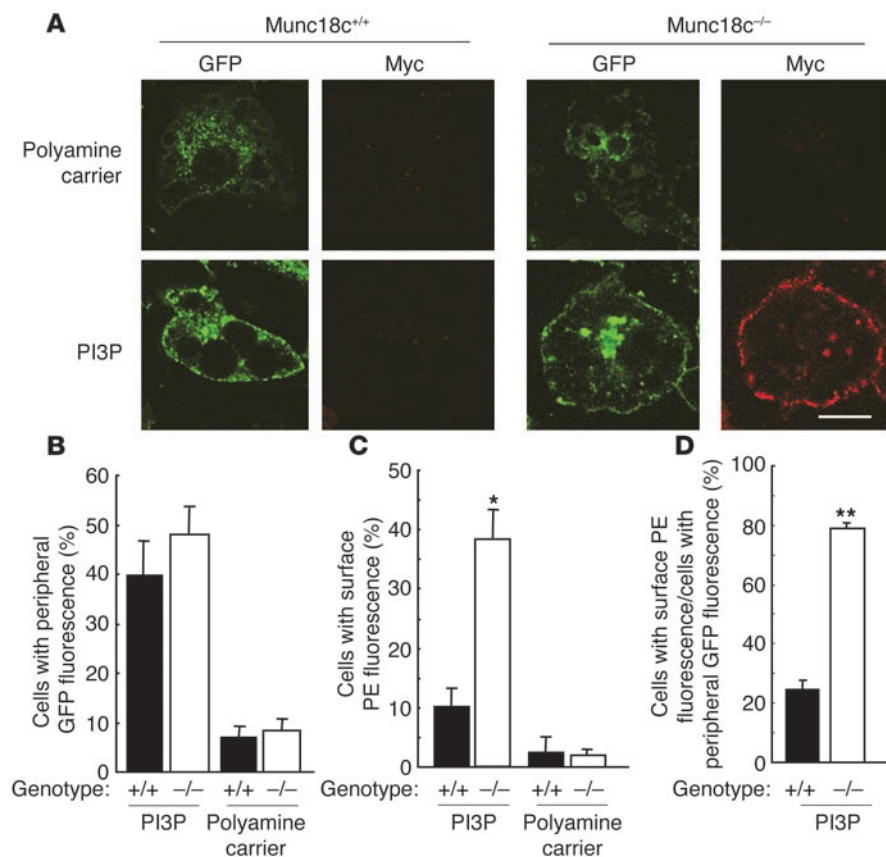 A
Munc18c+/+
Munc18c–/–
GFP
Myc
GFP
Myc
Polyamine
carrier
PI3P
B
Cells with peripheral
GFP fluorescence (%)
60
50
40
30
20
10
0
Genotype:
+/+
–/–
+/+
–/–
PI3P
Polyamine
carrier
C
Cells with surface
PE fluorescence (%)
50
40
30
20
10
0
*
Genotype:
+/+
–/–
+/+
–/–
PI3P
Polyamine
carrier
D
Cells with surface PE
fluorescence/cells with
peripheral GFP fluorescence (%)
100
80
60
40
20
0
**
Genotype:
+/+
–/–
PI3P